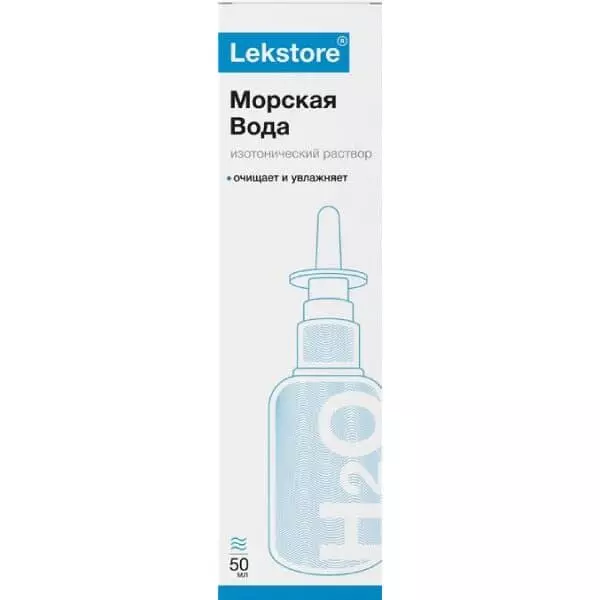 Lekstore®
Морская
Вода
изотонический раствор
• очищает и увлажняет
H2O
50
мл